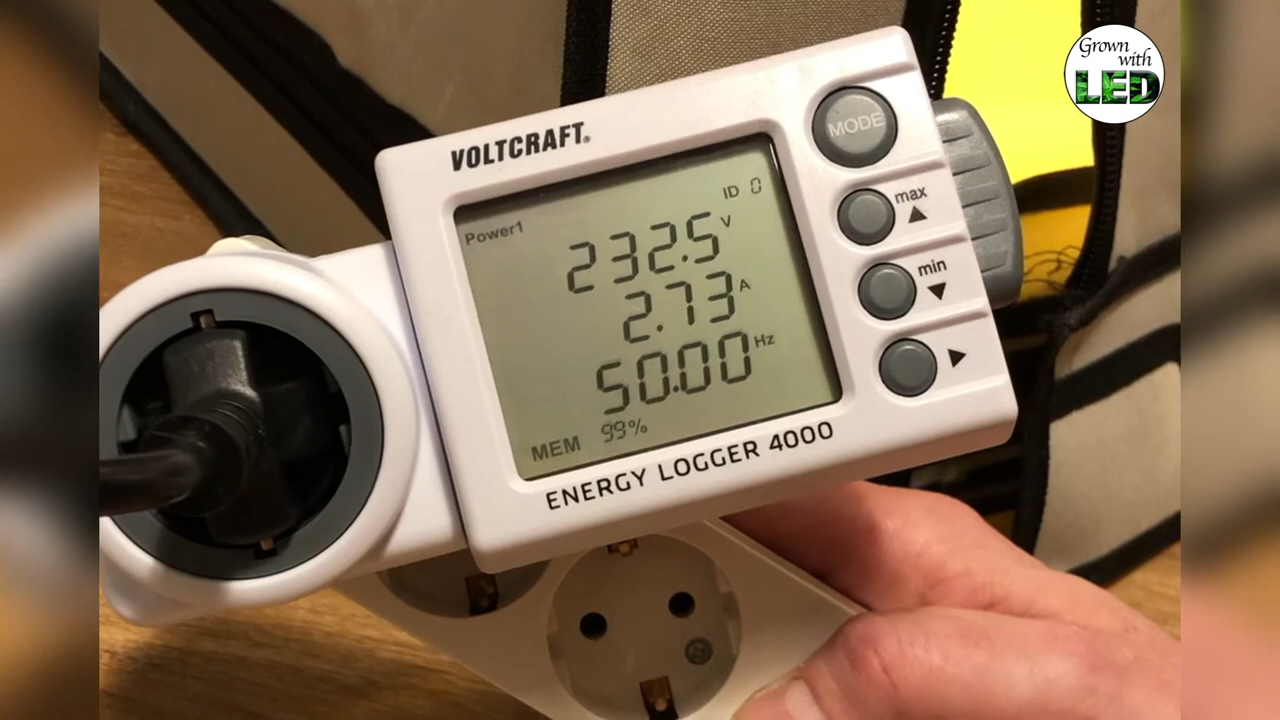 Grown
with
LED
VOLTCRAFT®
MODE
ID 0
max
Power1
232.5 V
min
2.73 A
50.00 Hz
MEM 99%
ENERGY LOGGER 4000